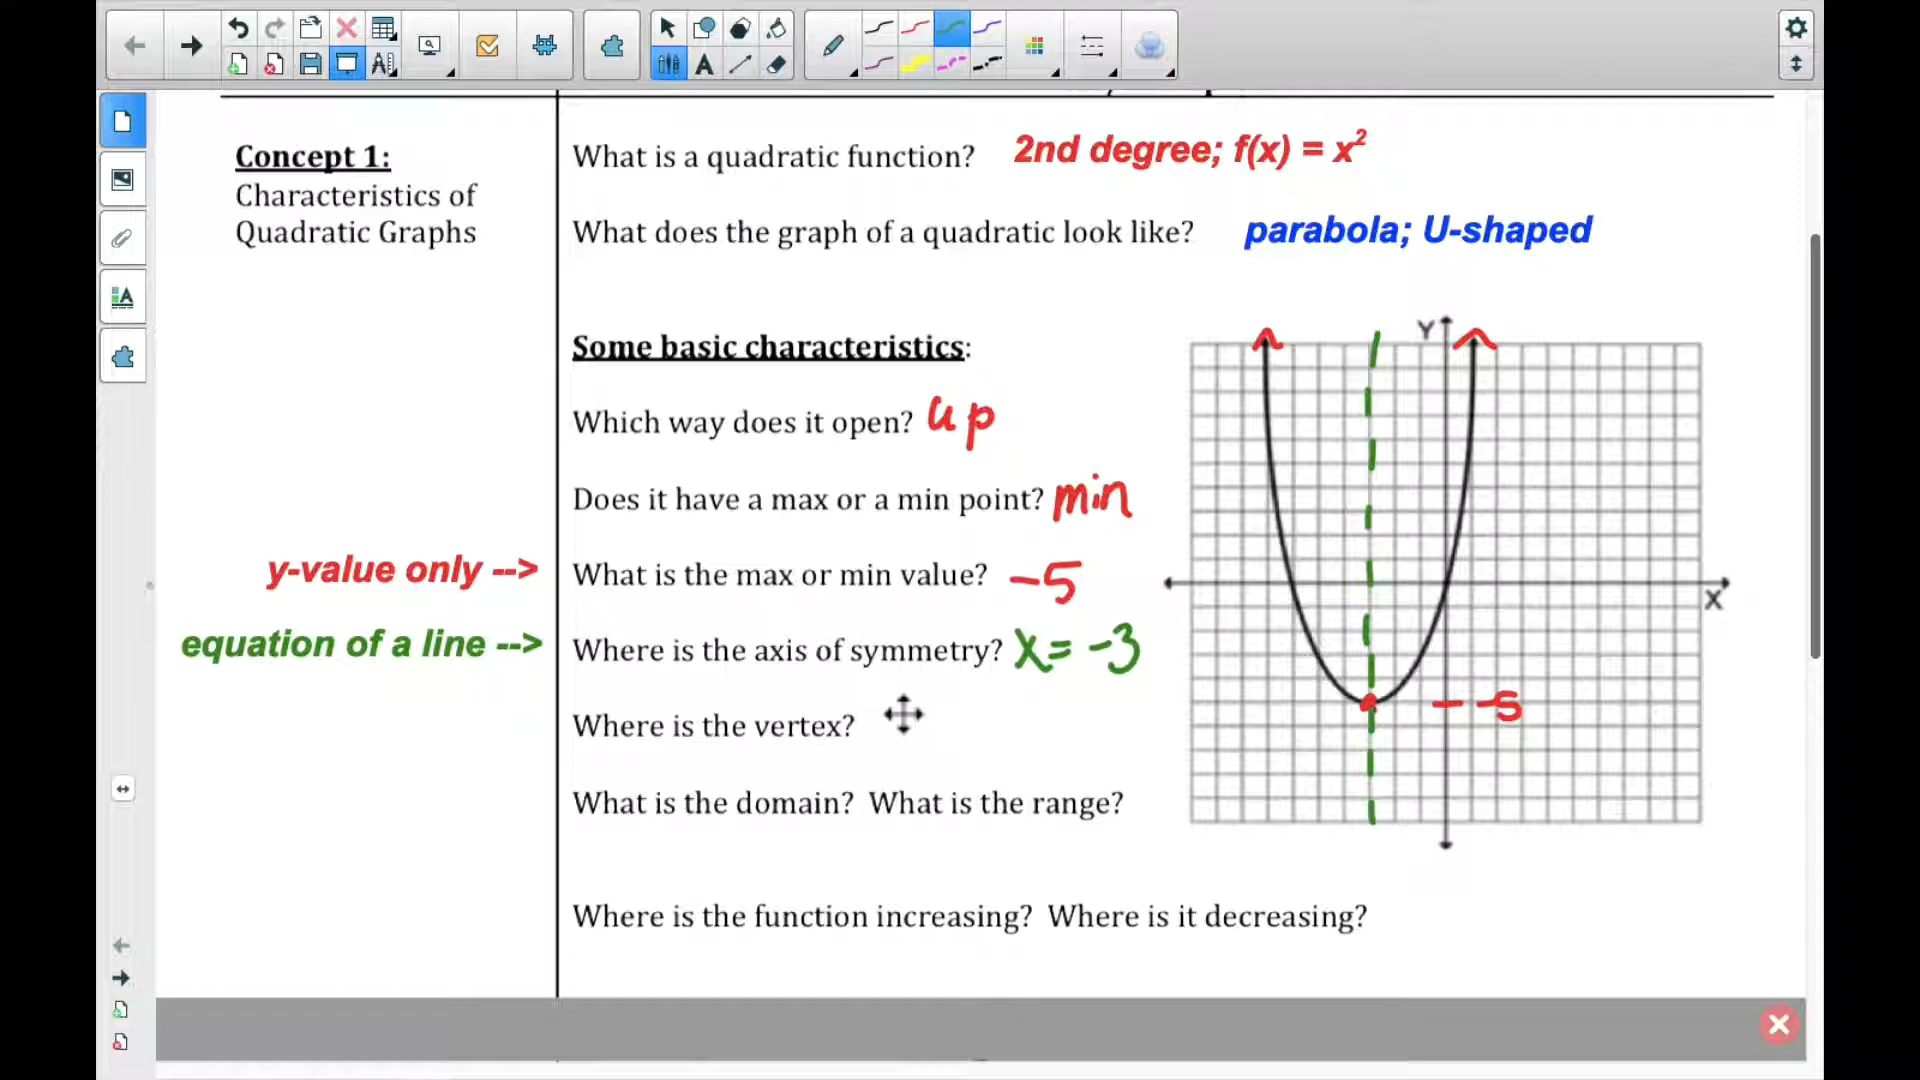 Concept 1:
Characteristics of
Quadratic Graphs
What is a quadratic function? 2nd degree; f(x) = x²
What does the graph of a quadratic look like? parabola; U-shaped
Some basic characteristics:
Which way does it open? up
Does it have a max or a min point? min
y-value only --> What is the max or min value? -5
equation of a line --> Where is the axis of symmetry? x = -3
Where is the vertex?
What is the domain? What is the range?
Where is the function increasing? Where is it decreasing?
Y
X
-5